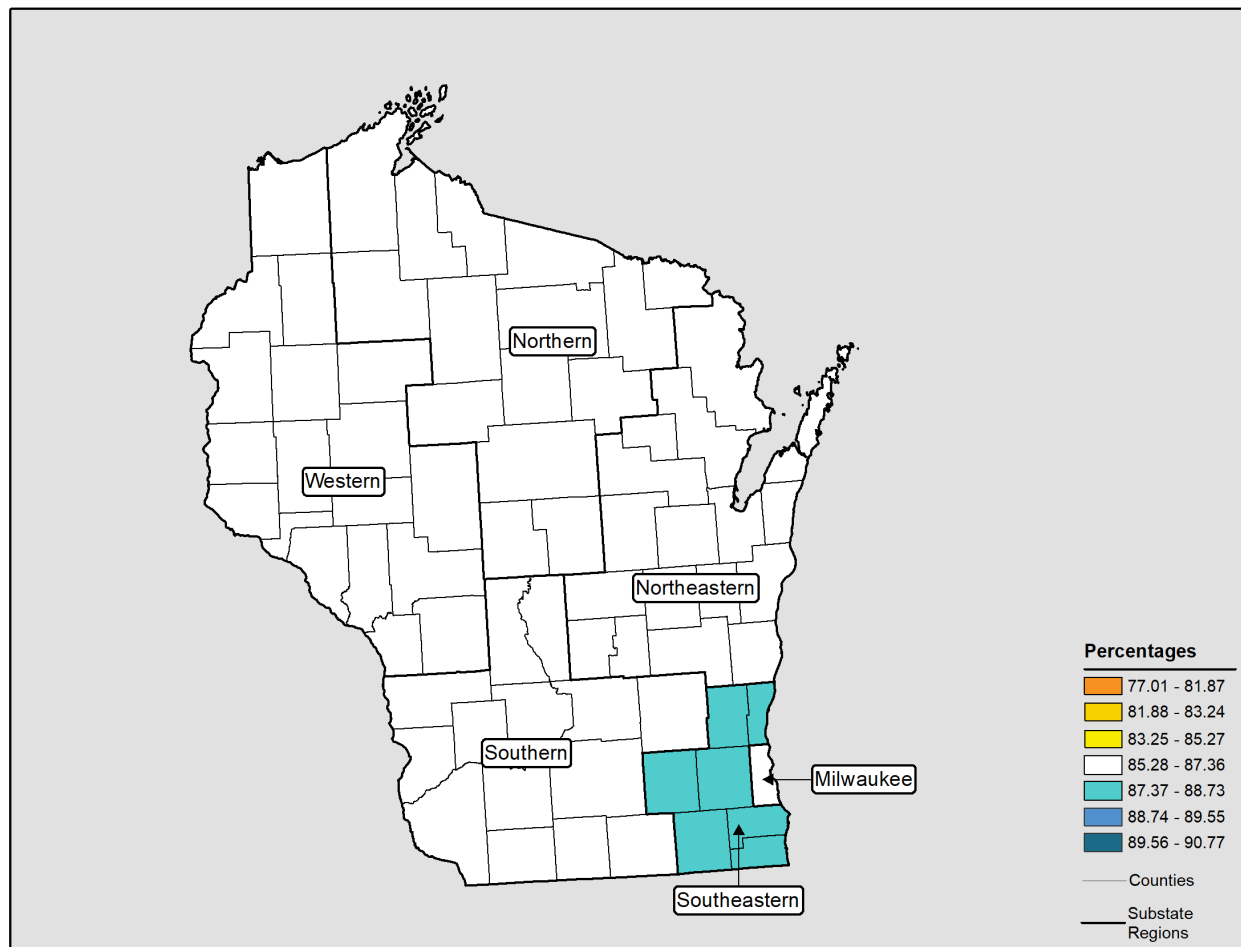 Northern
Western
Northeastern
Southern
Milwaukee
Southeastern
Percentages
77.01 - 81.87
81.88 - 83.24
83.25 - 85.27
85.28 - 87.36
87.37 - 88.73
88.74 - 89.55
89.56 - 90.77
Counties
Substate
Regions